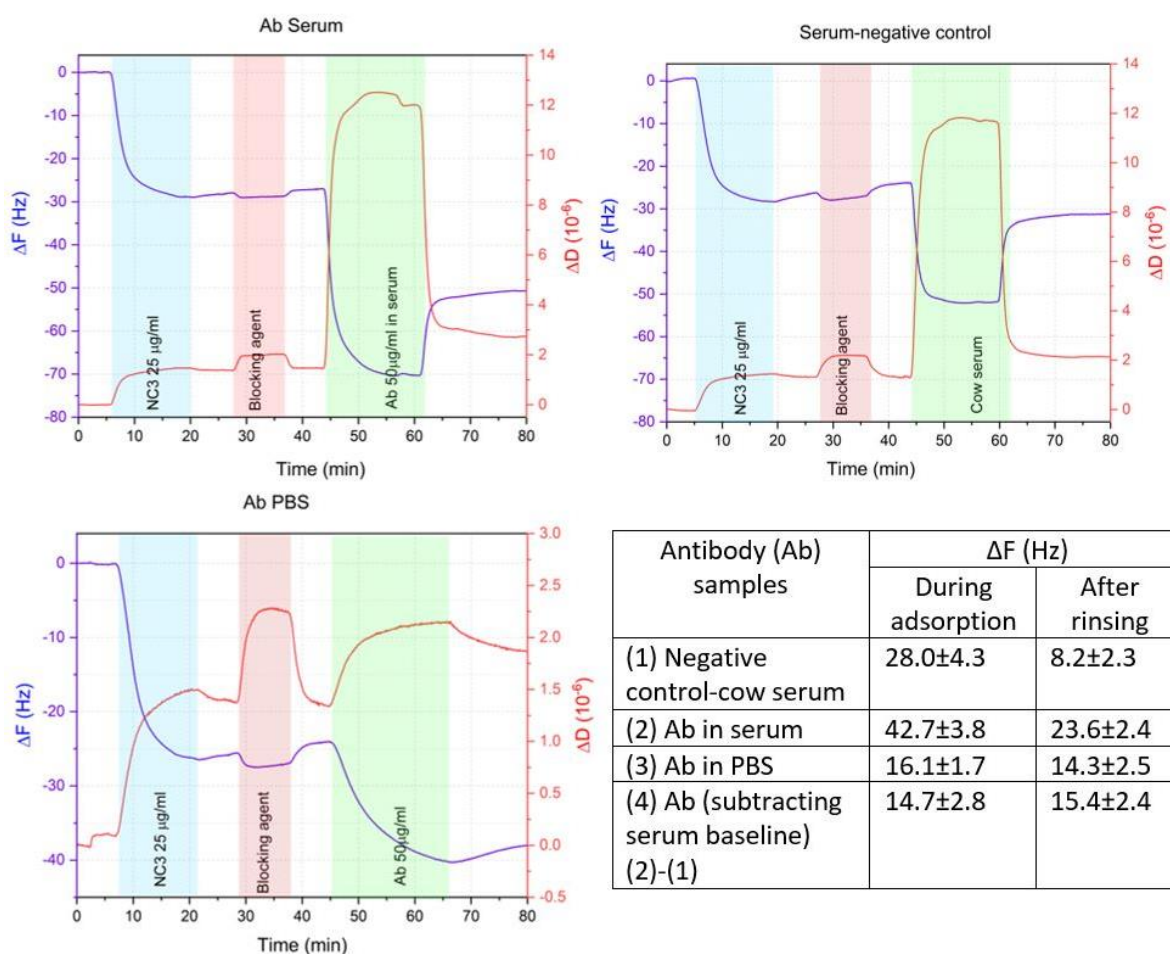 Ab Serum
ΔF (Hz)
0
-10
-20
-30
-40
-50
-60
-70
-80
NC3 25 µg/ml
Blocking agent
Ab 50µg/ml in serum
14
12
10
8
6
4
2
0
ΔD (10⁻⁶)
0 10 20 30 40 50 60 70 80
Time (min)
Serum-negative control
ΔF (Hz)
0
-10
-20
-30
-40
-50
-60
-70
-80
NC3 25 µg/ml
Blocking agent
Cow serum
14
12
10
8
6
4
2
0
ΔD (10⁻⁶)
0 10 20 30 40 50 60 70 80
Time (min)
Ab PBS
ΔF (Hz)
0
-10
-20
-30
-40
NC3 25 µg/ml
Blocking agent
Ab 50µg/ml
3.0
2.5
2.0
1.5
1.0
0.5
0.0
-0.5
ΔD (10⁻⁶)
0 10 20 30 40 50 60 70 80
Time (min)
Antibody (Ab) samples
ΔF (Hz)
During adsorption
After rinsing
(1) Negative control-cow serum 28.0±4.3 8.2±2.3
(2) Ab in serum 42.7±3.8 23.6±2.4
(3) Ab in PBS 16.1±1.7 14.3±2.5
(4) Ab (subtracting serum baseline) (2)-(1) 14.7±2.8 15.4±2.4